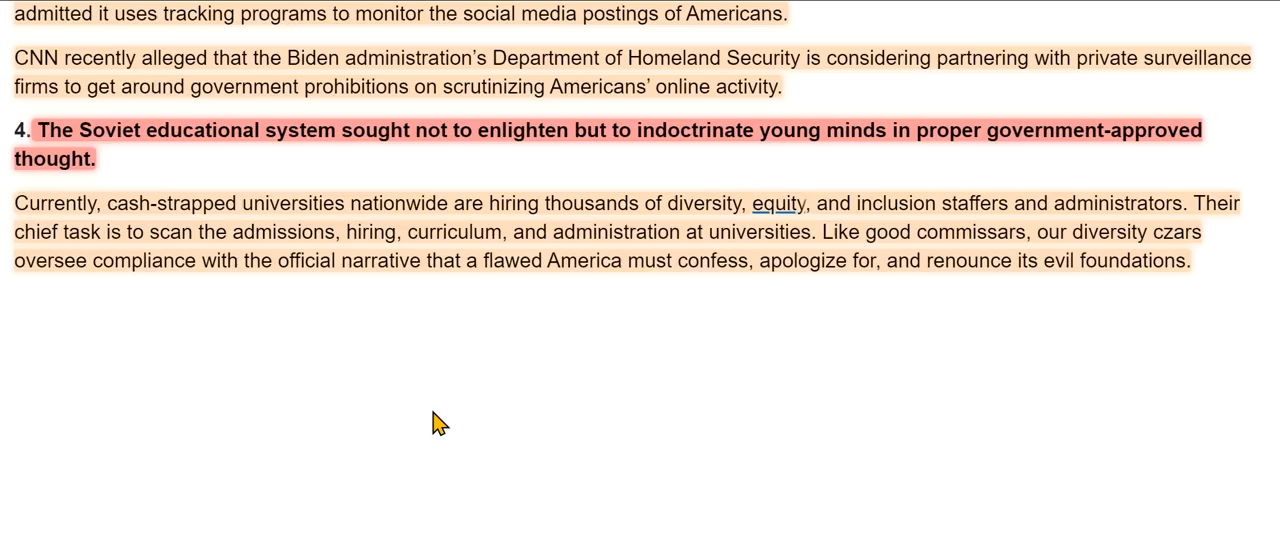 admitted it uses tracking programs to monitor the social media postings of Americans.
CNN recently alleged that the Biden administration’s Department of Homeland Security is considering partnering with private surveillance
firms to get around government prohibitions on scrutinizing Americans’ online activity.
4. The Soviet educational system sought not to enlighten but to indoctrinate young minds in proper government-approved
thought.
Currently, cash-strapped universities nationwide are hiring thousands of diversity, equity, and inclusion staffers and administrators. Their
chief task is to scan the admissions, hiring, curriculum, and administration at universities. Like good commissars, our diversity czars
oversee compliance with the official narrative that a flawed America must confess, apologize for, and renounce its evil foundations.